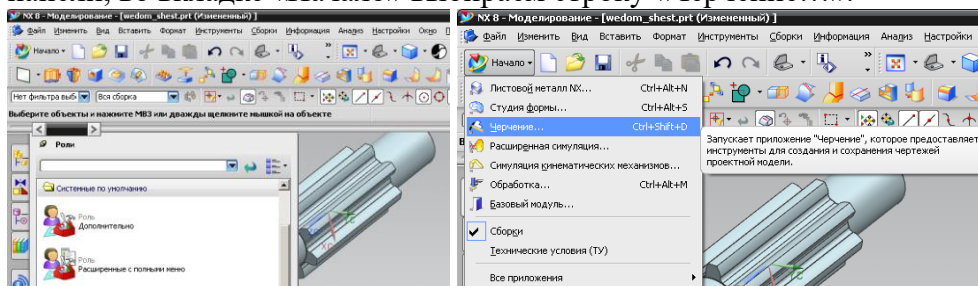 NX 8 - Моделирование - [wedom_shest.prt (Измененный) ]
Файл Изменить Вид Вставить Формат Инструменты Сборки Информация Анализ Настройки Окно
Начало
Нет фильтра выб Вся сборка
Выберите объекты и нажмите МВ3 или дважды щелкните мышкой на объекте
Роли
Системные по умолчанию
Роль
Дополнительно
Роль
Расширенные с полными меню
NX 8 - Моделирование - [wedom_shest.prt (Измененный) ]
Файл Изменить Вид Вставить Формат Инструменты Сборки Информация Анализ Настройки
Начало
Листовой металл NX... Ctrl+Alt+N
Студия формы... Ctrl+Alt+S
Черчение... Ctrl+Shift+D
Расширенная симуляция...
Симуляция кинематических механизмов...
Обработка... Ctrl+Alt+M
Базовый модуль...
Сборки
Технические условия (ТУ)
Все приложения
Запускает приложение "Черчение", которое предоставляет
инструменты для создания и сохранения чертежей
проектной модели.